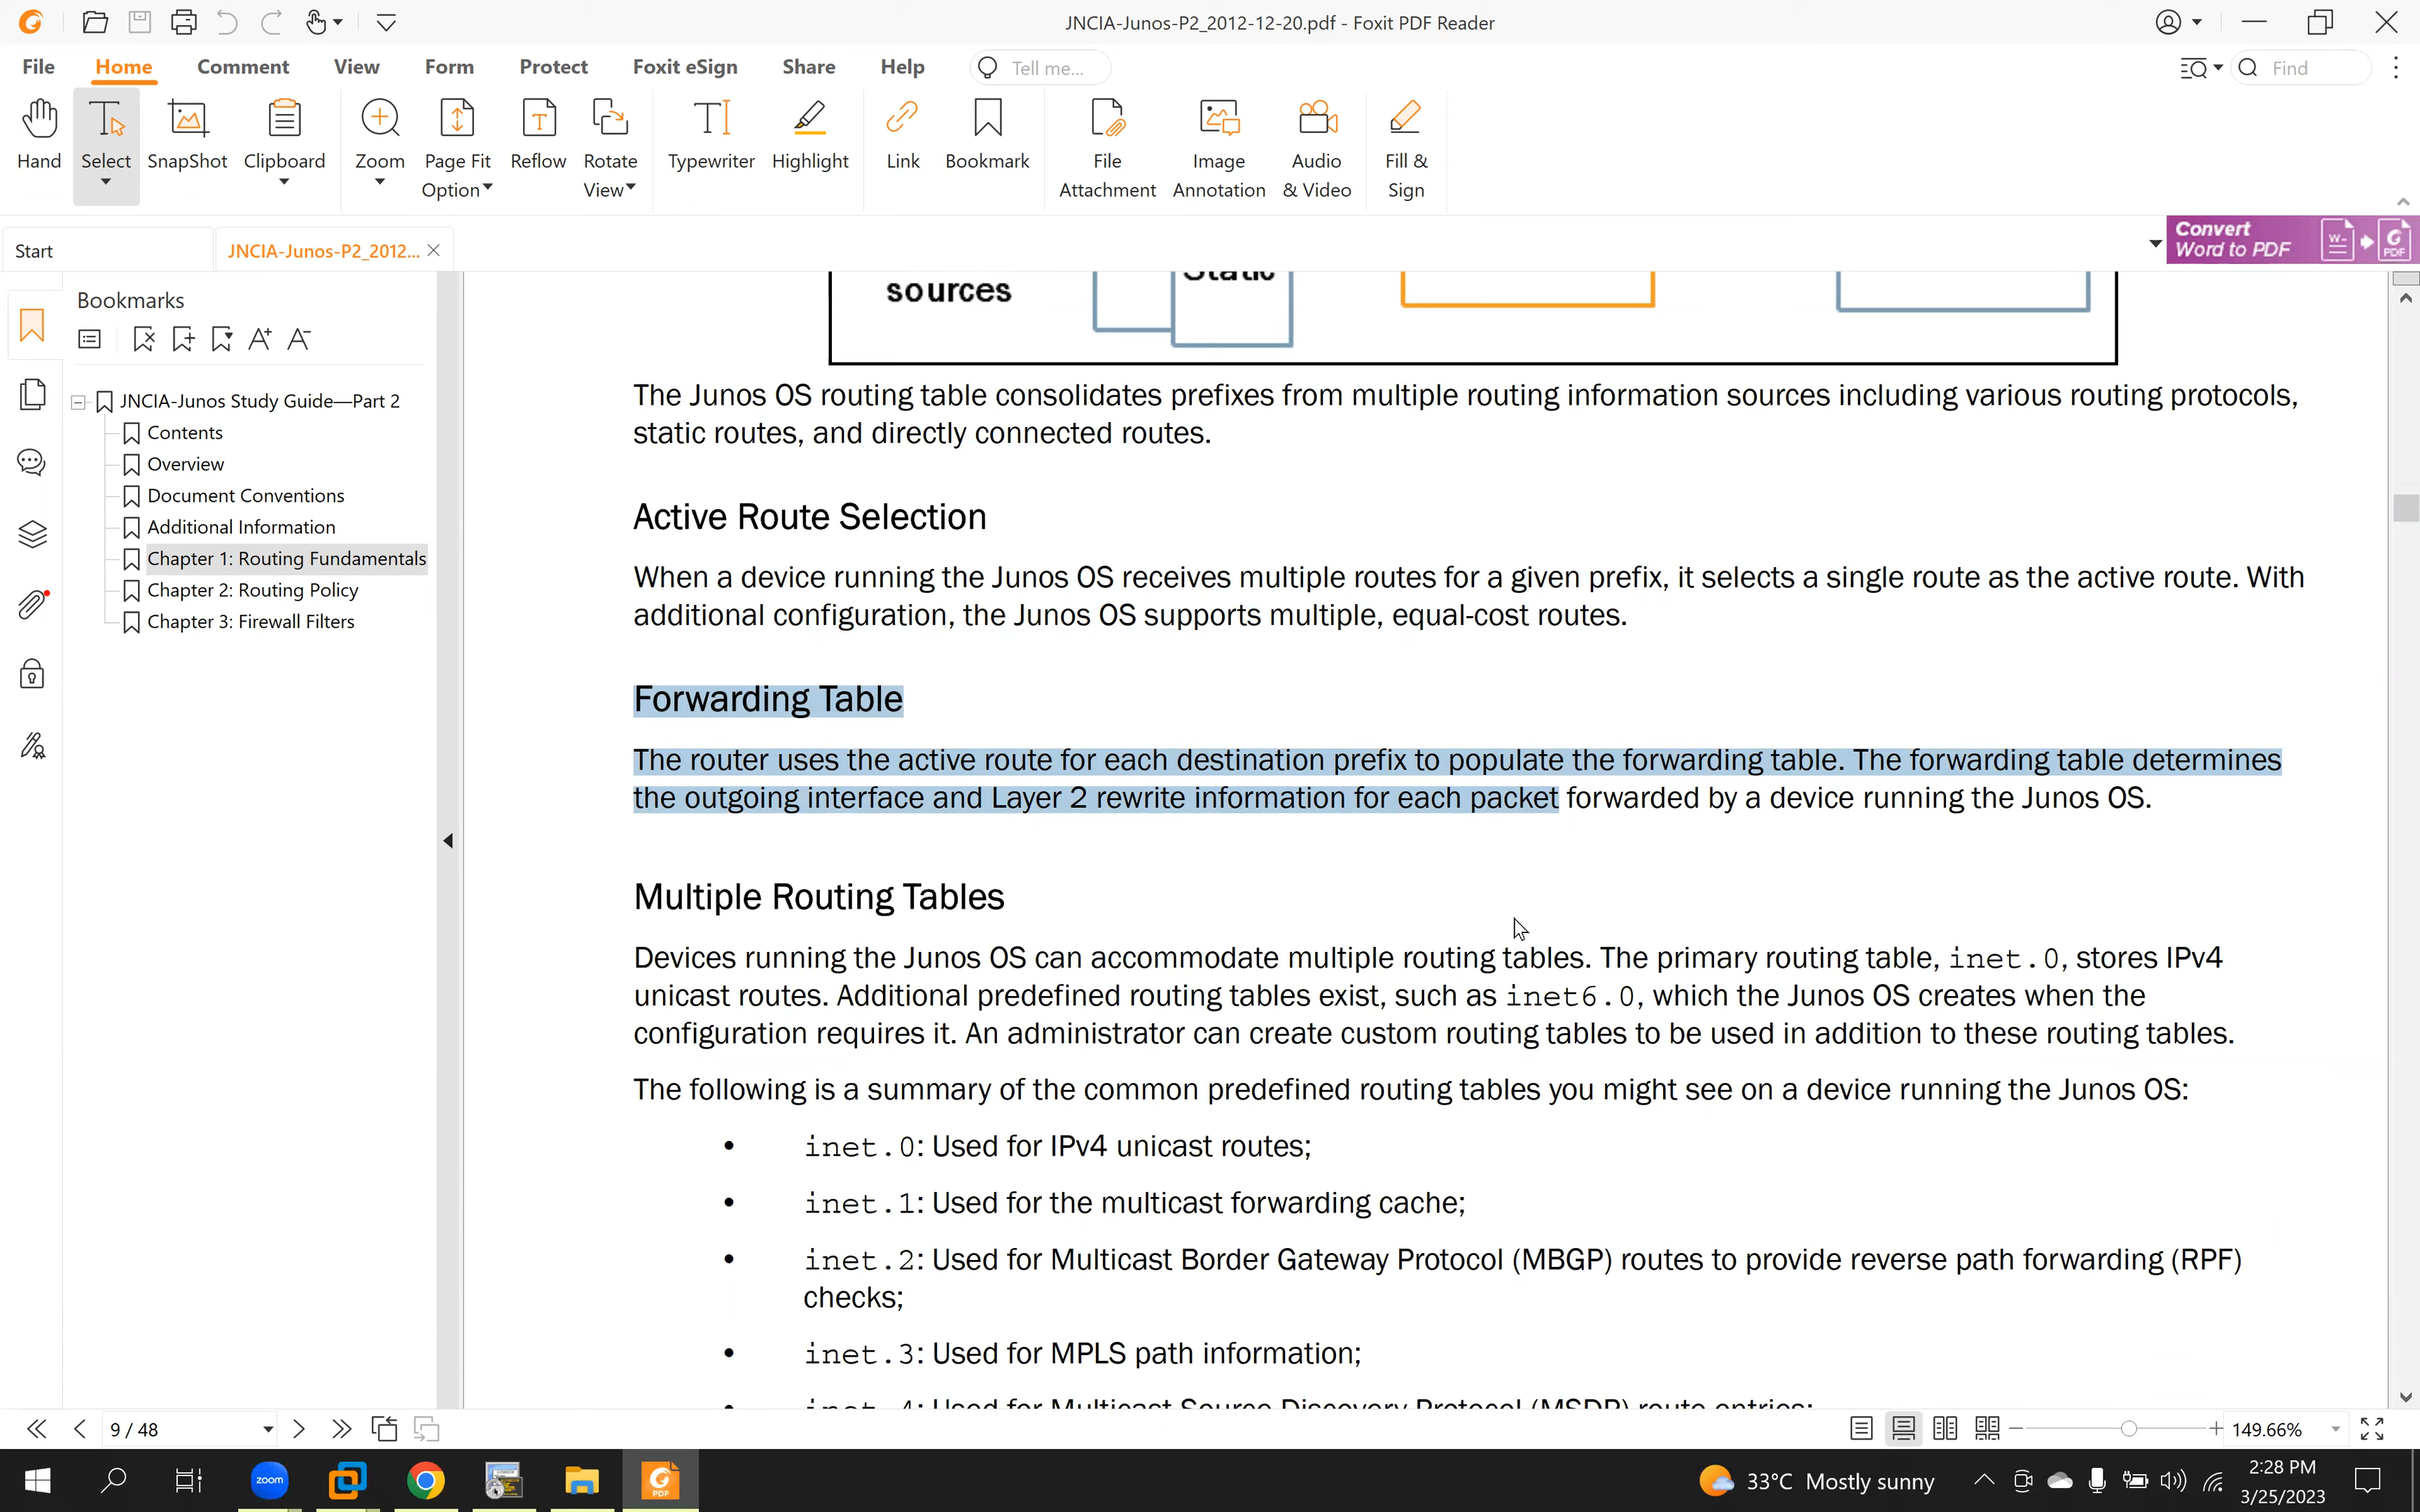 JNCIA-Junos-P2_2012-12-20.pdf - Foxit PDF Reader
File Home Comment View Form Protect Foxit eSign Share Help Tell me... Find
Hand Select SnapShot Clipboard Zoom Page Fit Option Reflow Rotate View Typewriter Highlight Link Bookmark File Attachment Image Annotation Audio & Video Fill & Sign
Start JNCIA-Junos-P2_2012...
Convert
Word to PDF
Bookmarks
JNCIA-Junos Study Guide—Part 2
Contents
Overview
Document Conventions
Additional Information
Chapter 1: Routing Fundamentals
Chapter 2: Routing Policy
Chapter 3: Firewall Filters
sources Static
The Junos OS routing table consolidates prefixes from multiple routing information sources including various routing protocols,
static routes, and directly connected routes.
Active Route Selection
When a device running the Junos OS receives multiple routes for a given prefix, it selects a single route as the active route. With
additional configuration, the Junos OS supports multiple, equal-cost routes.
Forwarding Table
The router uses the active route for each destination prefix to populate the forwarding table. The forwarding table determines
the outgoing interface and Layer 2 rewrite information for each packet forwarded by a device running the Junos OS.
Multiple Routing Tables
Devices running the Junos OS can accommodate multiple routing tables. The primary routing table, inet.0, stores IPv4
unicast routes. Additional predefined routing tables exist, such as inet6.0, which the Junos OS creates when the
configuration requires it. An administrator can create custom routing tables to be used in addition to these routing tables.
The following is a summary of the common predefined routing tables you might see on a device running the Junos OS:
• inet.0: Used for IPv4 unicast routes;
• inet.1: Used for the multicast forwarding cache;
• inet.2: Used for Multicast Border Gateway Protocol (MBGP) routes to provide reverse path forwarding (RPF)
checks;
• inet.3: Used for MPLS path information;
• inet.4: Used for Multicast Source Discovery Protocol (MSDP) route entries;
9 / 48
149.66%
zoom
PDF
33°C Mostly sunny
2:28 PM
3/25/2023